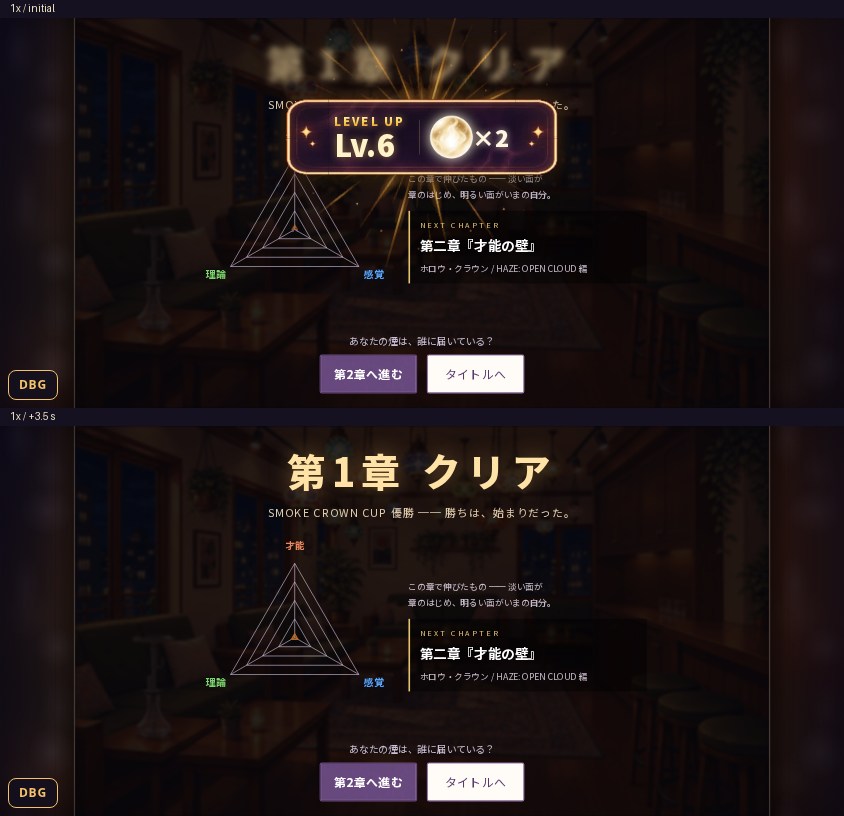 1x / initial
第1章 クリア
SMO た。
LEVEL UP
Lv.6
×2
この章で伸びたもの ── 淡い面が
章のはじめ、明るい面がいまの自分。
NEXT CHAPTER
第二章『才能の壁』
ホロウ・クラウン / HAZE: OPEN CLOUD 編
理論
感覚
あなたの煙は、誰に届いている?
第2章へ進む
タイトルへ
DBG
1x / +3.5 s
第1章 クリア
SMOKE CROWN CUP 優勝 ── 勝ちは、始まりだった。
才能
この章で伸びたもの ── 淡い面が
章のはじめ、明るい面がいまの自分。
NEXT CHAPTER
第二章『才能の壁』
ホロウ・クラウン / HAZE: OPEN CLOUD 編
理論
感覚
あなたの煙は、誰に届いている?
第2章へ進む
タイトルへ
DBG